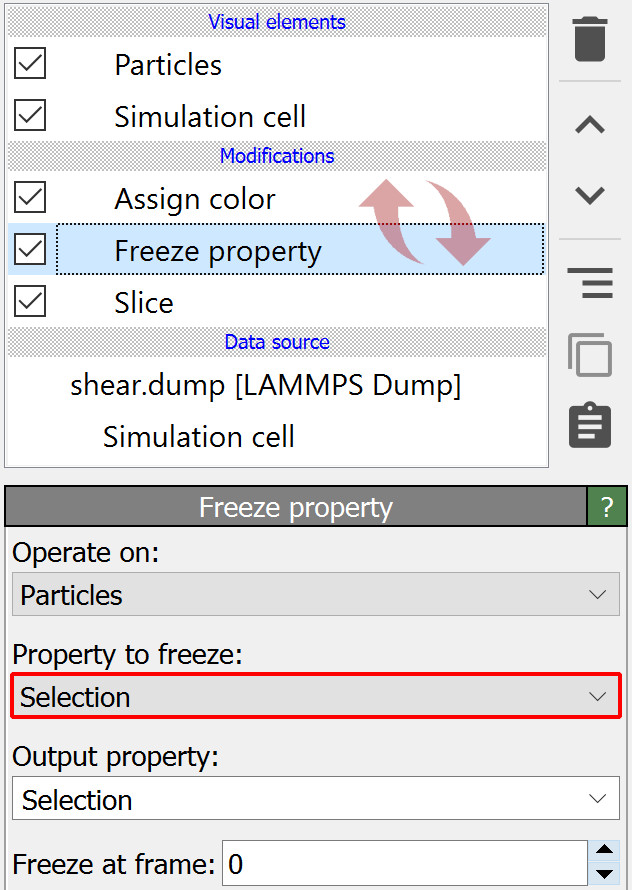 Visual elements
Particles
Simulation cell
Modifications
Assign color
Freeze property
Slice
Data source
shear.dump [LAMMPS Dump]
Simulation cell
Freeze property ?
Operate on:
Particles
Property to freeze:
Selection
Output property:
Selection
Freeze at frame: 0